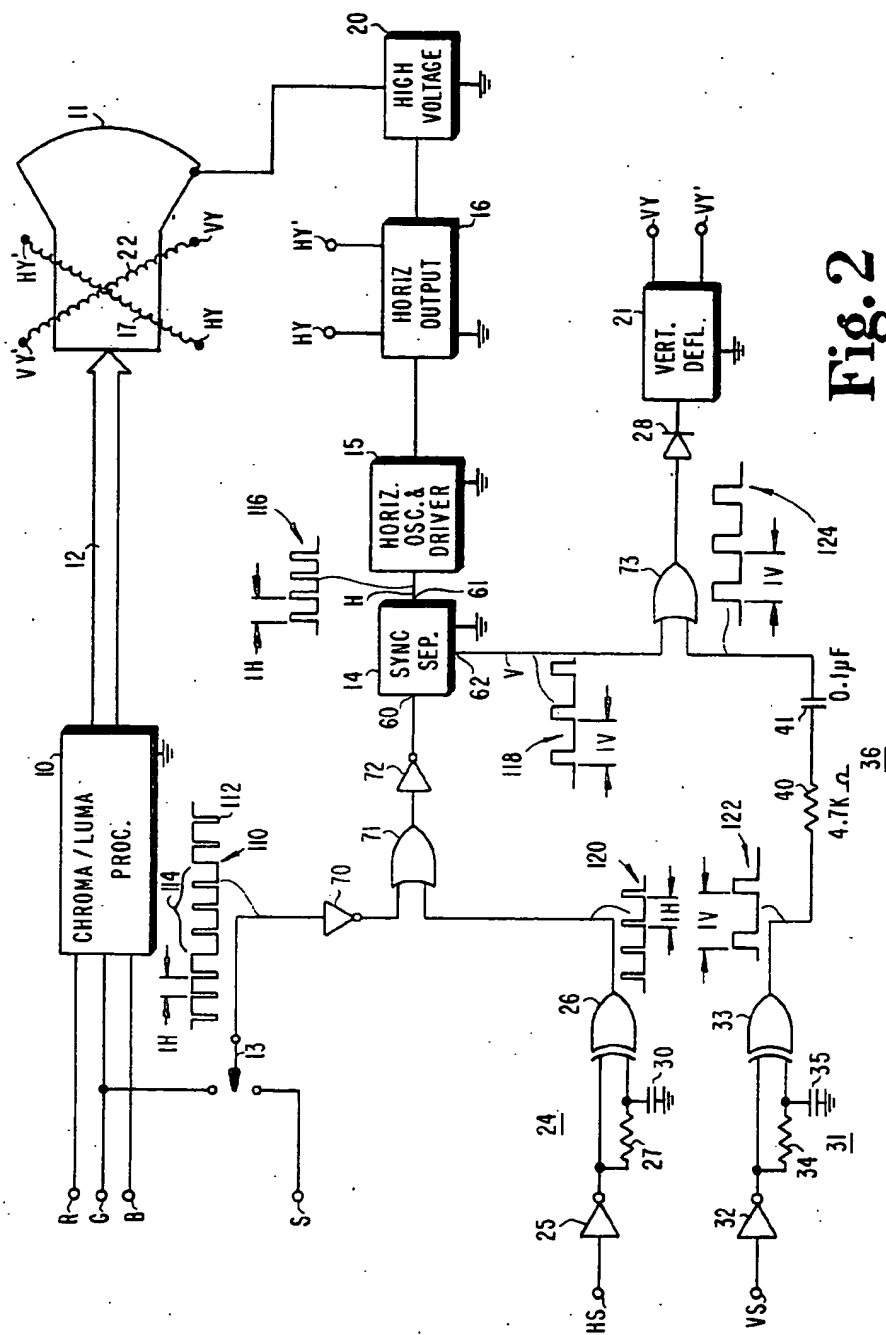 R
G
B
S
HS
VS
10
CHROMA/LUMA
PROC.
12
VY'
HY'
17
22
HY
VY
11
20
HIGH
VOLTAGE
HY
HY'
16
HORIZ
OUTPUT
15
HORIZ.
OSC.&
DRIVER
116
1H
H
61
14
SYNC
SEP.
60
62
V
118
1V
72
71
70
13
1H
114
112
110
24
25
26
27
30
120
1H
31
32
33
34
35
122
1V
36
40
4.7K Ω
41
0.1µF
73
124
1V
28
21
VERT.
DEFL.
VY
VY'
Fig. 2